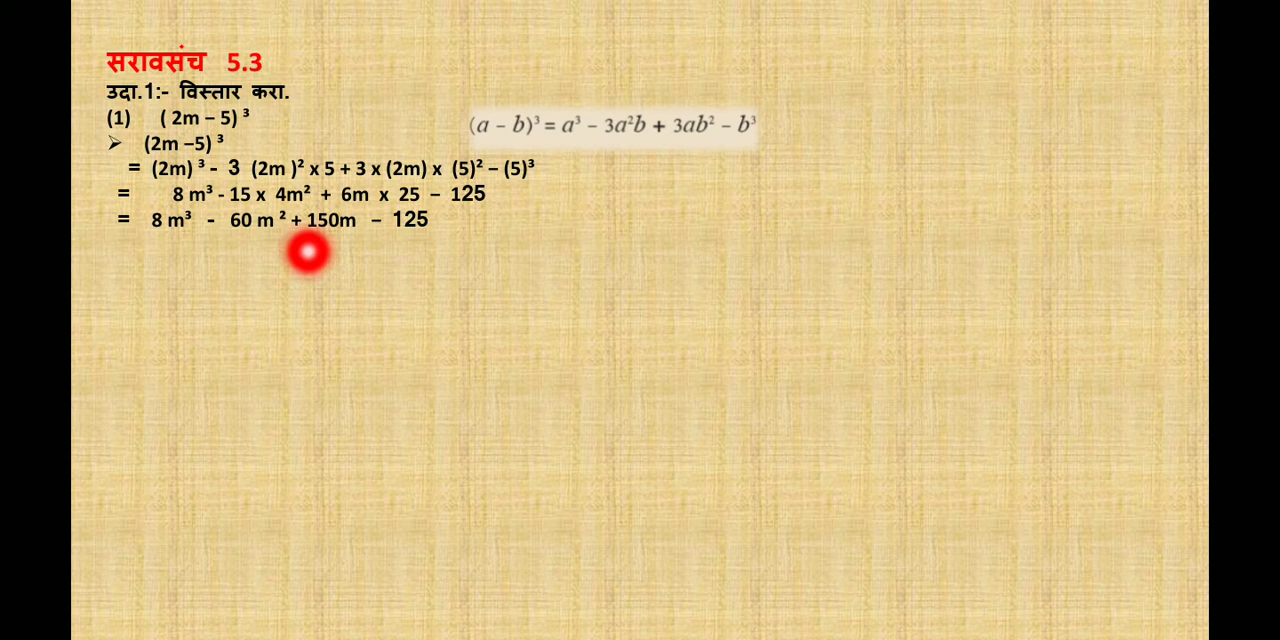 सरावसंच 5.3
उदा.1:- विस्तार करा.
(1) ( 2m – 5) ³
(a − b)³ = a³ − 3a²b + 3ab² − b³
➢ (2m –5) ³
= (2m) ³ - 3 (2m )² x 5 + 3 x (2m) x (5)² – (5)³
= 8 m³ - 15 x 4m² + 6m x 25 – 125
= 8 m³ - 60 m ² + 150m – 125